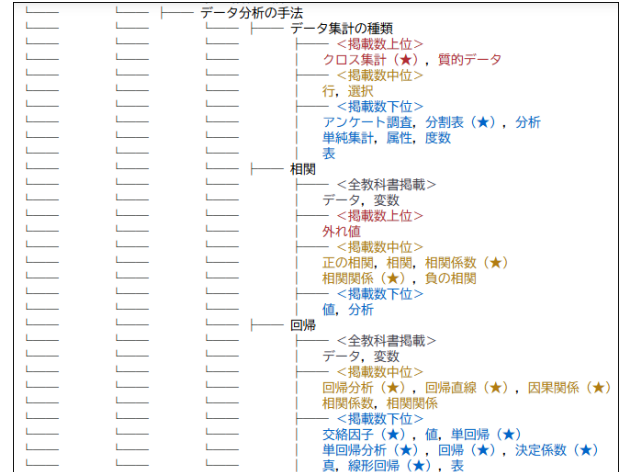 データ分析の手法
データ集計の種類
<掲載数上位>
クロス集計（★），質的データ
<掲載数中位>
行，選択
<掲載数下位>
アンケート調査，分割表（★），分析
単純集計，属性，度数
表
相関
<全教科書掲載>
データ，変数
<掲載数上位>
外れ値
<掲載数中位>
正の相関，相関，相関係数（★）
相関関係（★），負の相関
<掲載数下位>
値，分析
回帰
<全教科書掲載>
データ，変数
<掲載数中位>
回帰分析（★），回帰直線（★），因果関係（★）
相関係数，相関関係
<掲載数下位>
交絡因子（★），値，単回帰（★）
単回帰分析（★），回帰（★），決定係数（★）
真，線形回帰（★），表